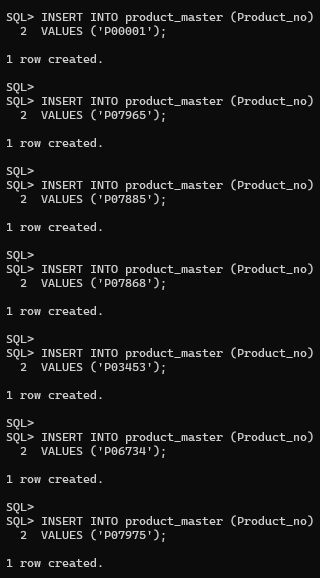 SQL> INSERT INTO product_master (Product_no)
  2  VALUES ('P00001');
1 row created.
SQL>
SQL> INSERT INTO product_master (Product_no)
  2  VALUES ('P07965');
1 row created.
SQL>
SQL> INSERT INTO product_master (Product_no)
  2  VALUES ('P07885');
1 row created.
SQL>
SQL> INSERT INTO product_master (Product_no)
  2  VALUES ('P07868');
1 row created.
SQL>
SQL> INSERT INTO product_master (Product_no)
  2  VALUES ('P03453');
1 row created.
SQL>
SQL> INSERT INTO product_master (Product_no)
  2  VALUES ('P06734');
1 row created.
SQL>
SQL> INSERT INTO product_master (Product_no)
  2  VALUES ('P07975');
1 row created.